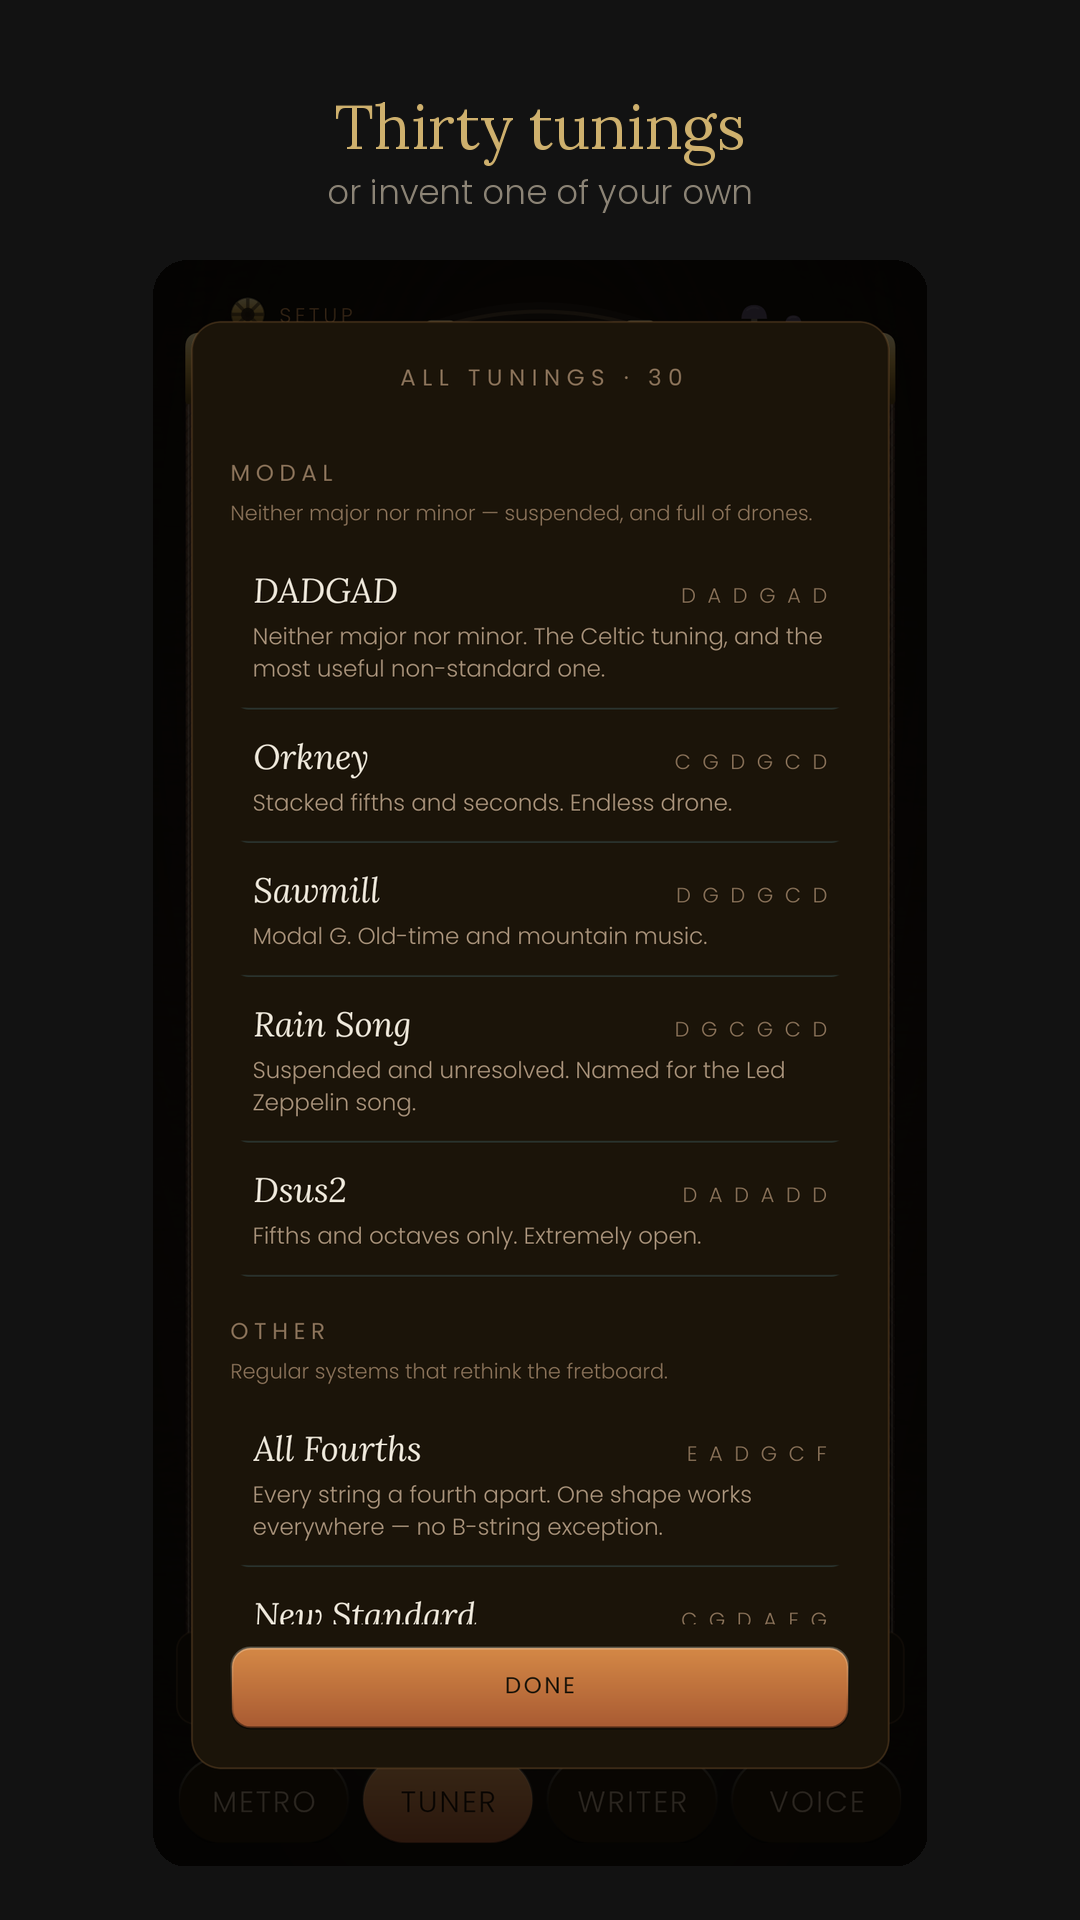 Thirty tunings
or invent one of your own
SETUP
ALL TUNINGS · 30
MODAL
Neither major nor minor — suspended, and full of drones.
DADGAD D A D G A D
Neither major nor minor. The Celtic tuning, and the
most useful non-standard one.
Orkney C G D G C D
Stacked fifths and seconds. Endless drone.
Sawmill D G D G C D
Modal G. Old-time and mountain music.
Rain Song D G C G C D
Suspended and unresolved. Named for the Led
Zeppelin song.
Dsus2 D A D A D D
Fifths and octaves only. Extremely open.
OTHER
Regular systems that rethink the fretboard.
All Fourths E A D G C F
Every string a fourth apart. One shape works
everywhere — no B-string exception.
New Standard C G D A E G
DONE
METRO TUNER WRITER VOICE